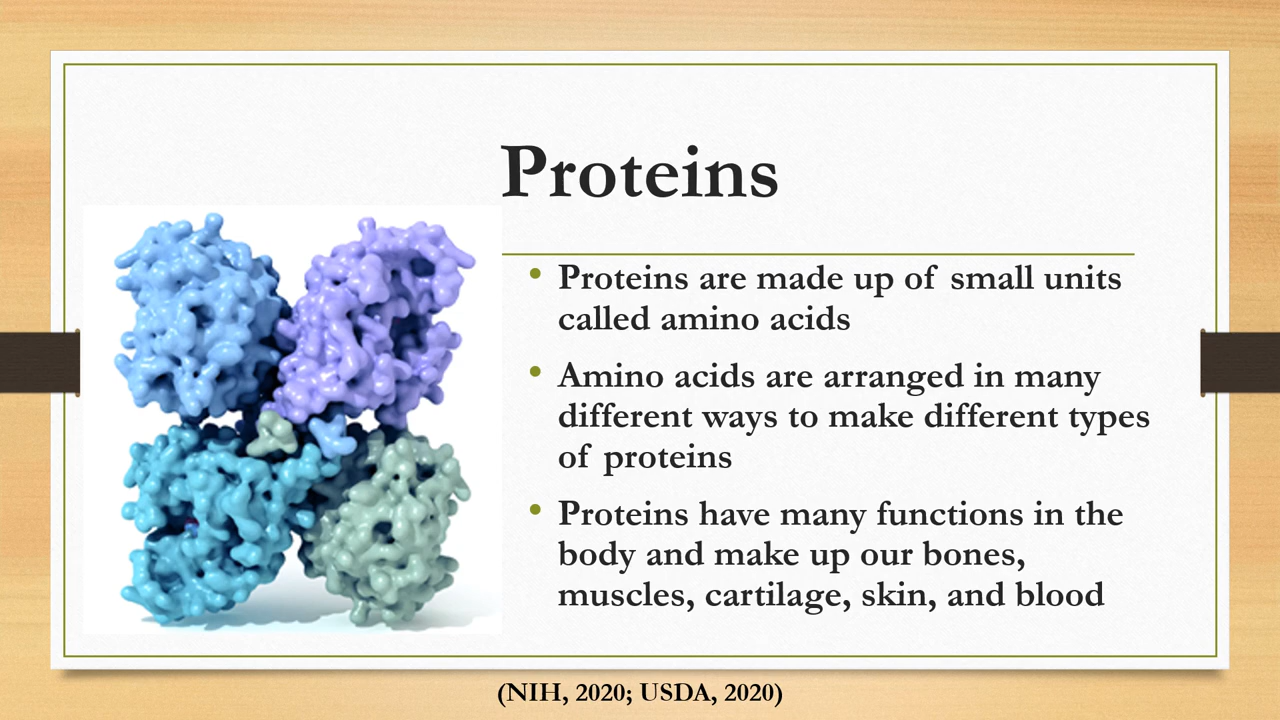 Proteins
• Proteins are made up of small units
called amino acids
• Amino acids are arranged in many
different ways to make different types
of proteins
• Proteins have many functions in the
body and make up our bones,
muscles, cartilage, skin, and blood
(NIH, 2020; USDA, 2020)